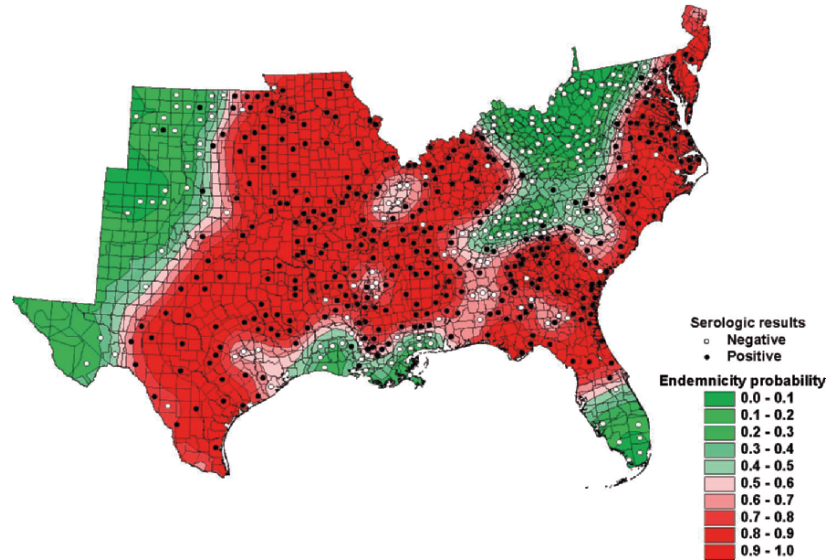 Serologic results
Negative
Positive
Endemnicity probability
0.0 - 0.1
0.1 - 0.2
0.2 - 0.3
0.3 - 0.4
0.4 - 0.5
0.5 - 0.6
0.6 - 0.7
0.7 - 0.8
0.8 - 0.9
0.9 - 1.0